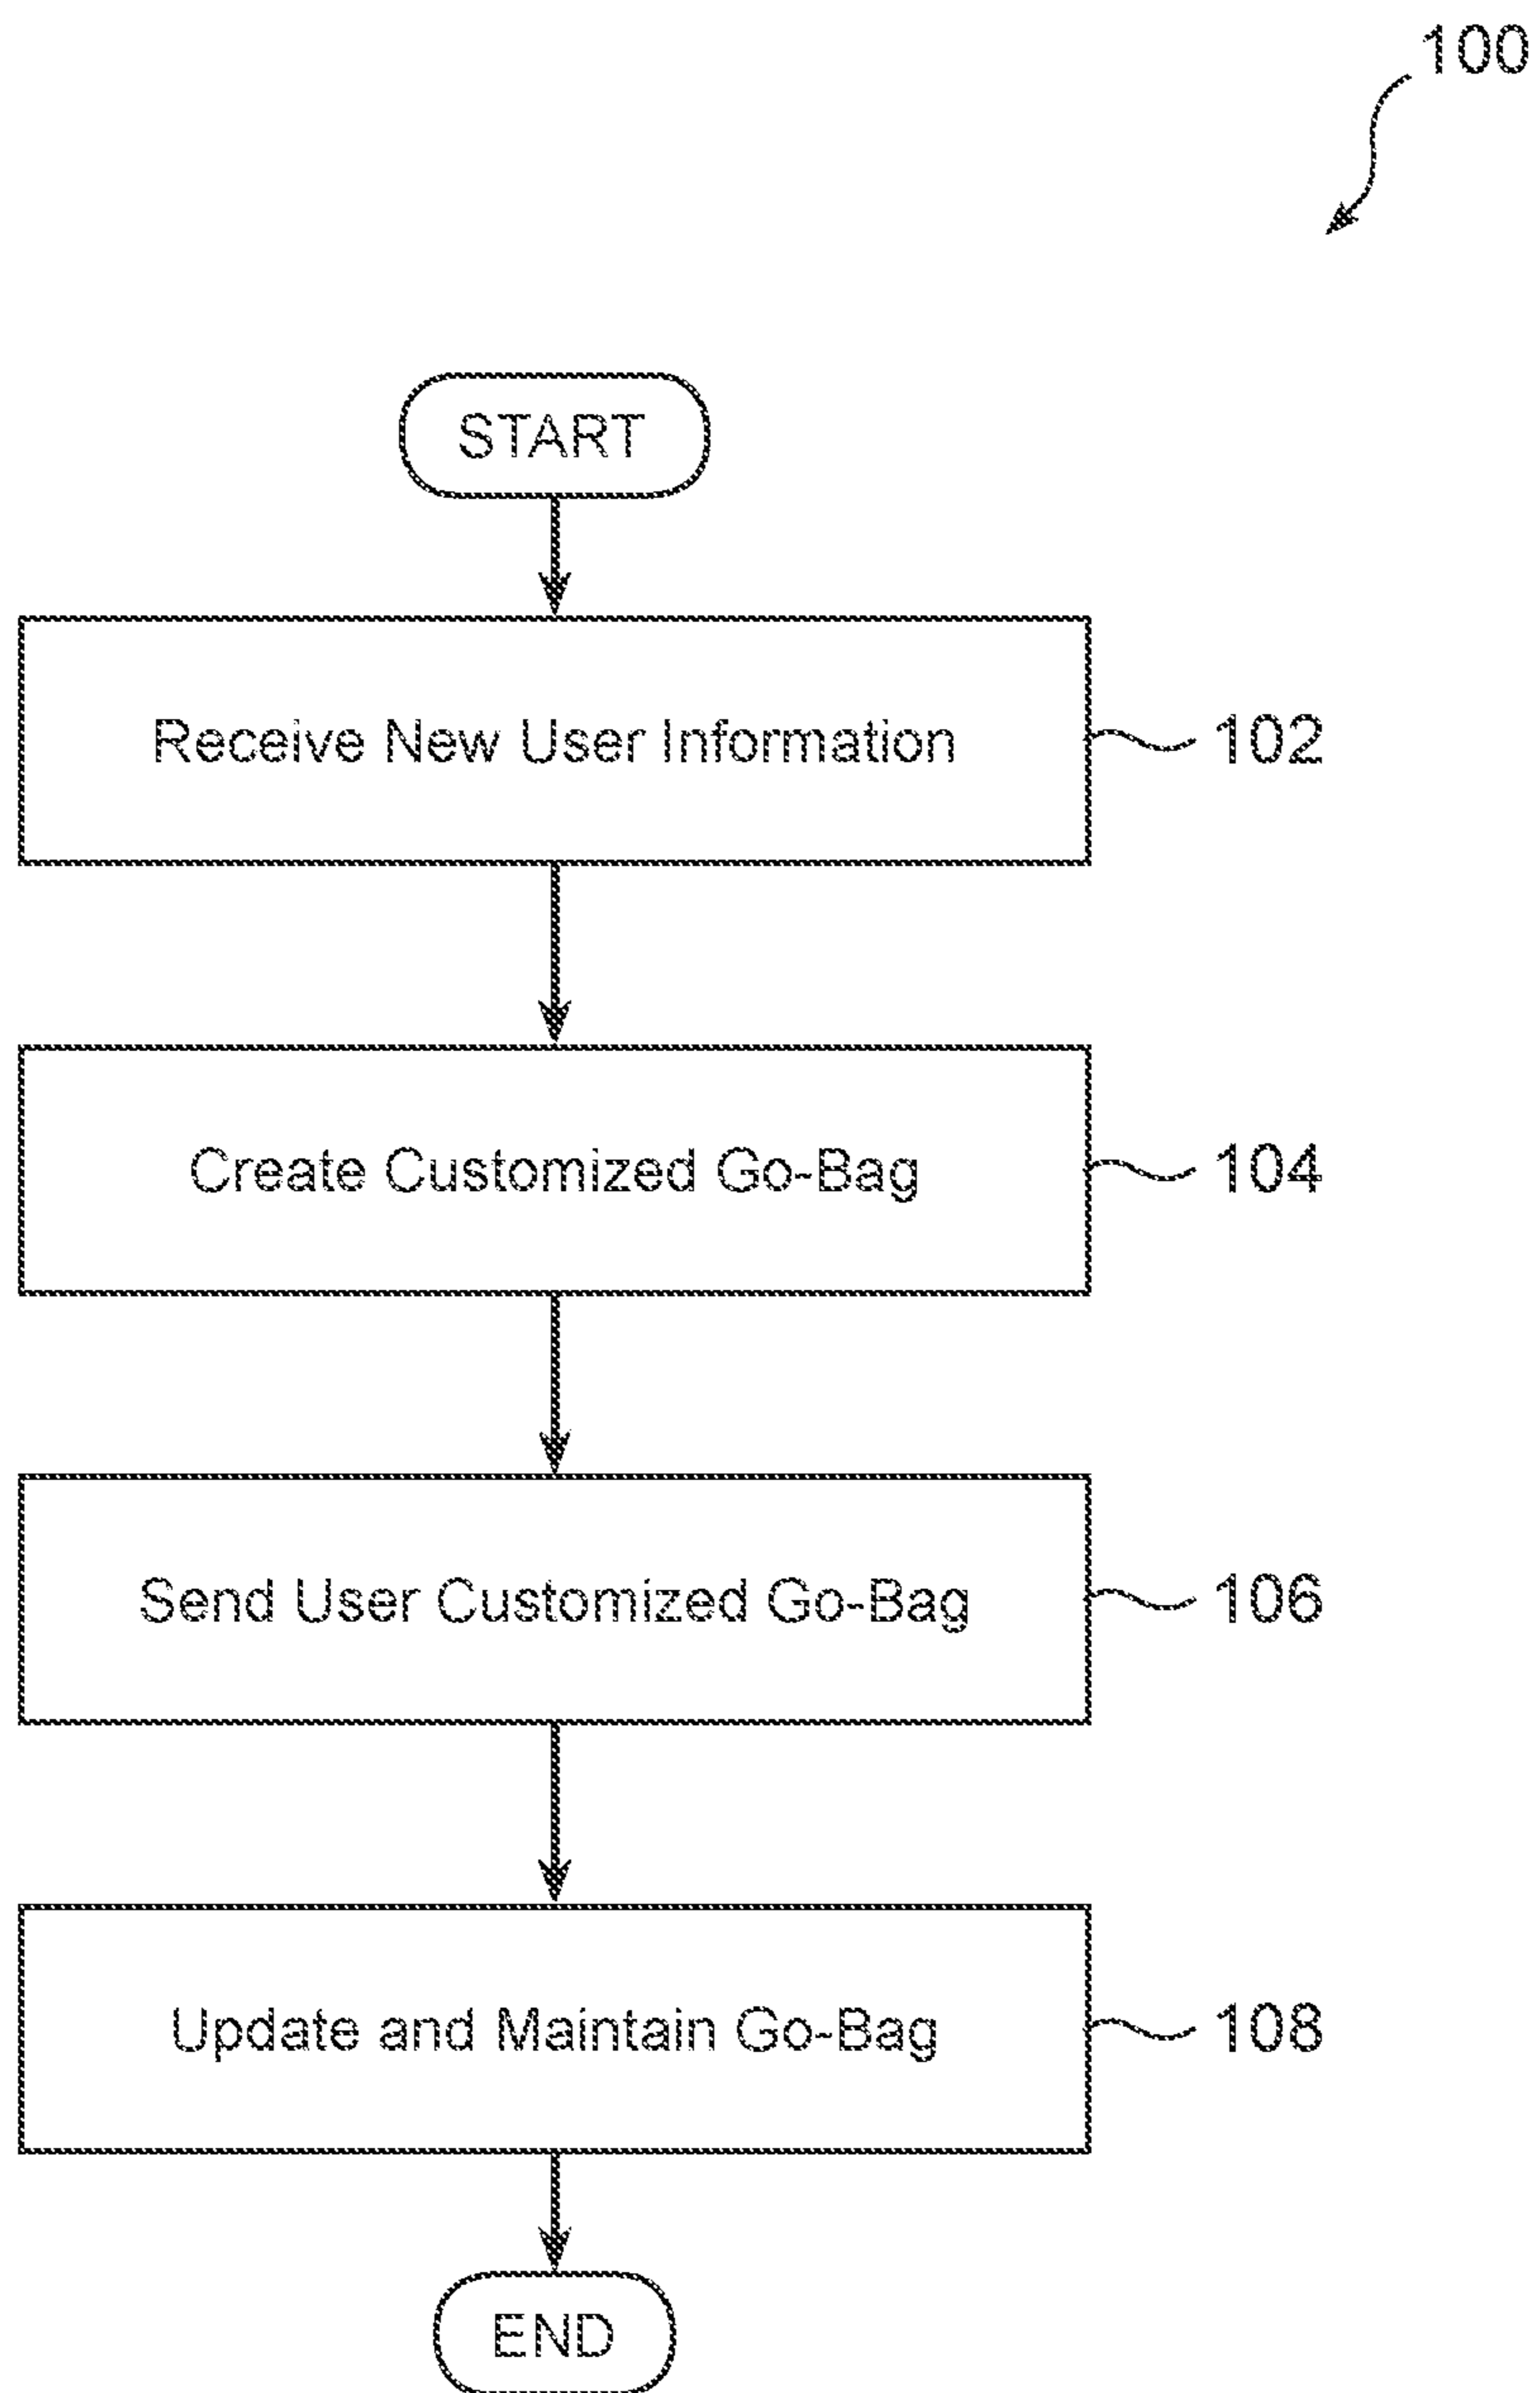 100
START
Receive New User Information 102
Create Customized Go-Bag 104
Send User Customized Go-Bag 106
Update and Maintain Go-Bag 108
END